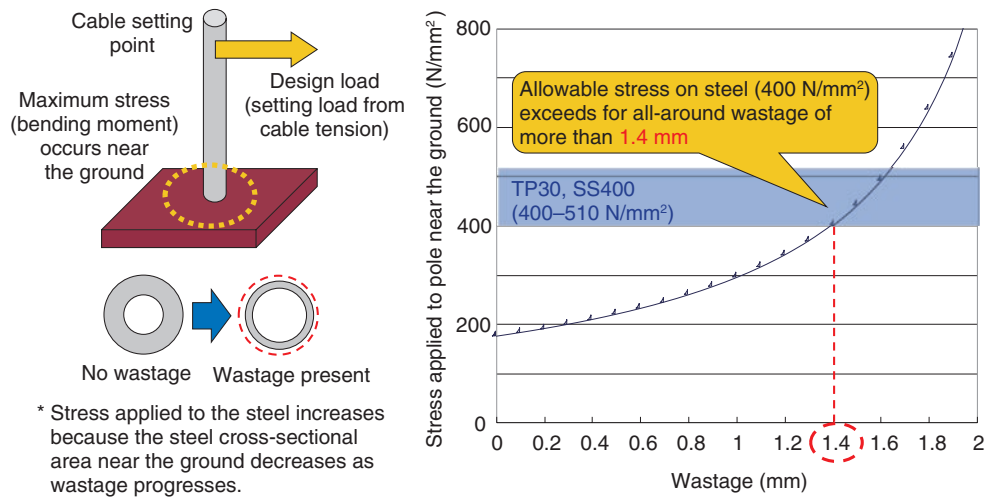 Cable setting
point
Design load
(setting load from
cable tension)
Maximum stress
(bending moment)
occurs near
the ground
No wastage
Wastage present
* Stress applied to the steel increases
because the steel cross-sectional
area near the ground decreases as
wastage progresses.
Stress applied to pole near the ground (N/mm²)
800
600
400
200
0
Allowable stress on steel (400 N/mm²)
exceeds for all-around wastage of
more than 1.4 mm
TP30, SS400
(400–510 N/mm²)
0 0.2 0.4 0.6 0.8 1 1.2 1.4 1.6 1.8 2
Wastage (mm)